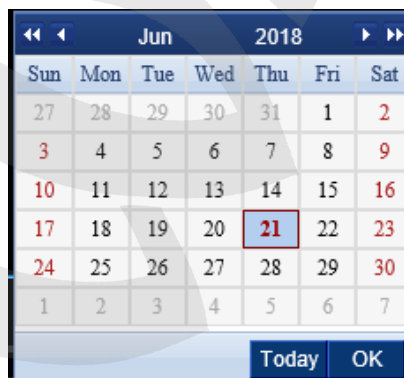 Jun 2018
Sun Mon Tue Wed Thu Fri Sat
27 28 29 30 31 1 2
3 4 5 6 7 8 9
10 11 12 13 14 15 16
17 18 19 20 21 22 23
24 25 26 27 28 29 30
1 2 3 4 5 6 7
Today OK